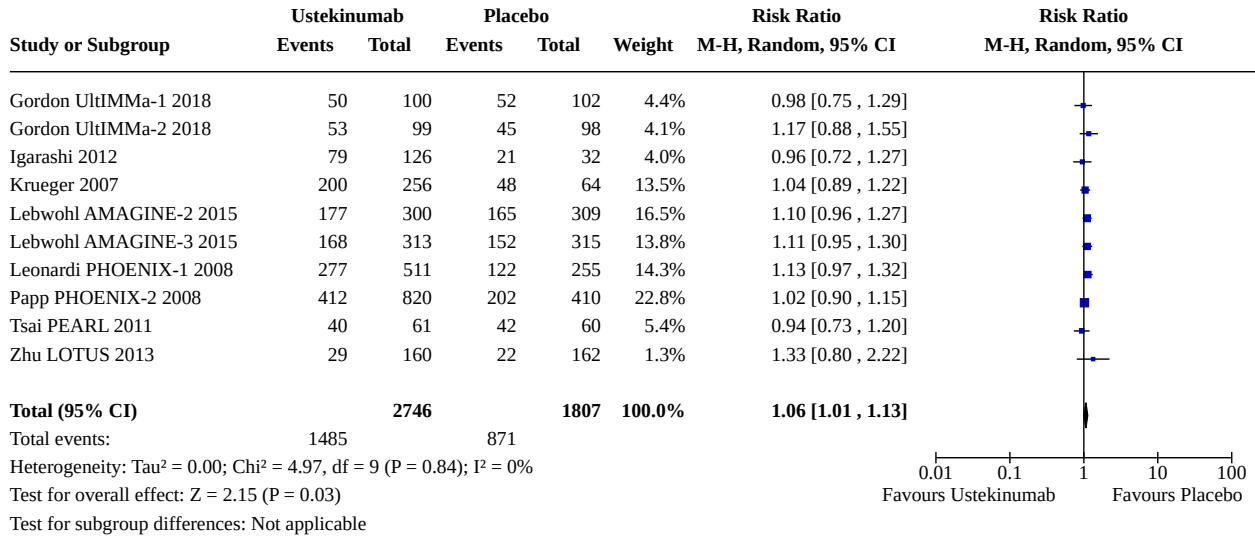 Ustekinumab Placebo Risk Ratio Risk Ratio
Study or Subgroup Events Total Events Total Weight M-H, Random, 95% CI M-H, Random, 95% CI
Gordon UltIMMa-1 2018 50 100 52 102 4.4% 0.98 [0.75 , 1.29]
Gordon UltIMMa-2 2018 53 99 45 98 4.1% 1.17 [0.88 , 1.55]
Igarashi 2012 79 126 21 32 4.0% 0.96 [0.72 , 1.27]
Krueger 2007 200 256 48 64 13.5% 1.04 [0.89 , 1.22]
Lebwohl AMAGINE-2 2015 177 300 165 309 16.5% 1.10 [0.96 , 1.27]
Lebwohl AMAGINE-3 2015 168 313 152 315 13.8% 1.11 [0.95 , 1.30]
Leonardi PHOENIX-1 2008 277 511 122 255 14.3% 1.13 [0.97 , 1.32]
Papp PHOENIX-2 2008 412 820 202 410 22.8% 1.02 [0.90 , 1.15]
Tsai PEARL 2011 40 61 42 60 5.4% 0.94 [0.73 , 1.20]
Zhu LOTUS 2013 29 160 22 162 1.3% 1.33 [0.80 , 2.22]
Total (95% CI) 2746 1807 100.0% 1.06 [1.01 , 1.13]
Total events: 1485 871
Heterogeneity: Tau² = 0.00; Chi² = 4.97, df = 9 (P = 0.84); I² = 0%
Test for overall effect: Z = 2.15 (P = 0.03)
Test for subgroup differences: Not applicable
0.01 0.1 1 10 100
Favours Ustekinumab Favours Placebo